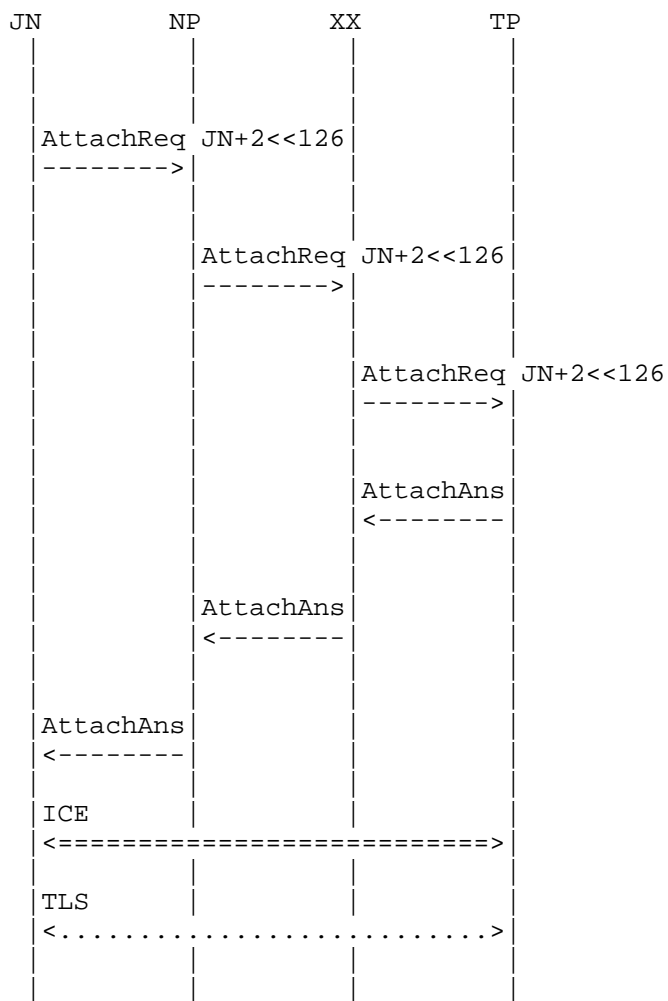 JN NP XX TP
AttachReq JN+2<<126
-------->
AttachReq JN+2<<126
-------->
AttachReq JN+2<<126
-------->
AttachAns
<--------
AttachAns
<--------
AttachAns
<--------
ICE
<===========================>
TLS
<...........................>